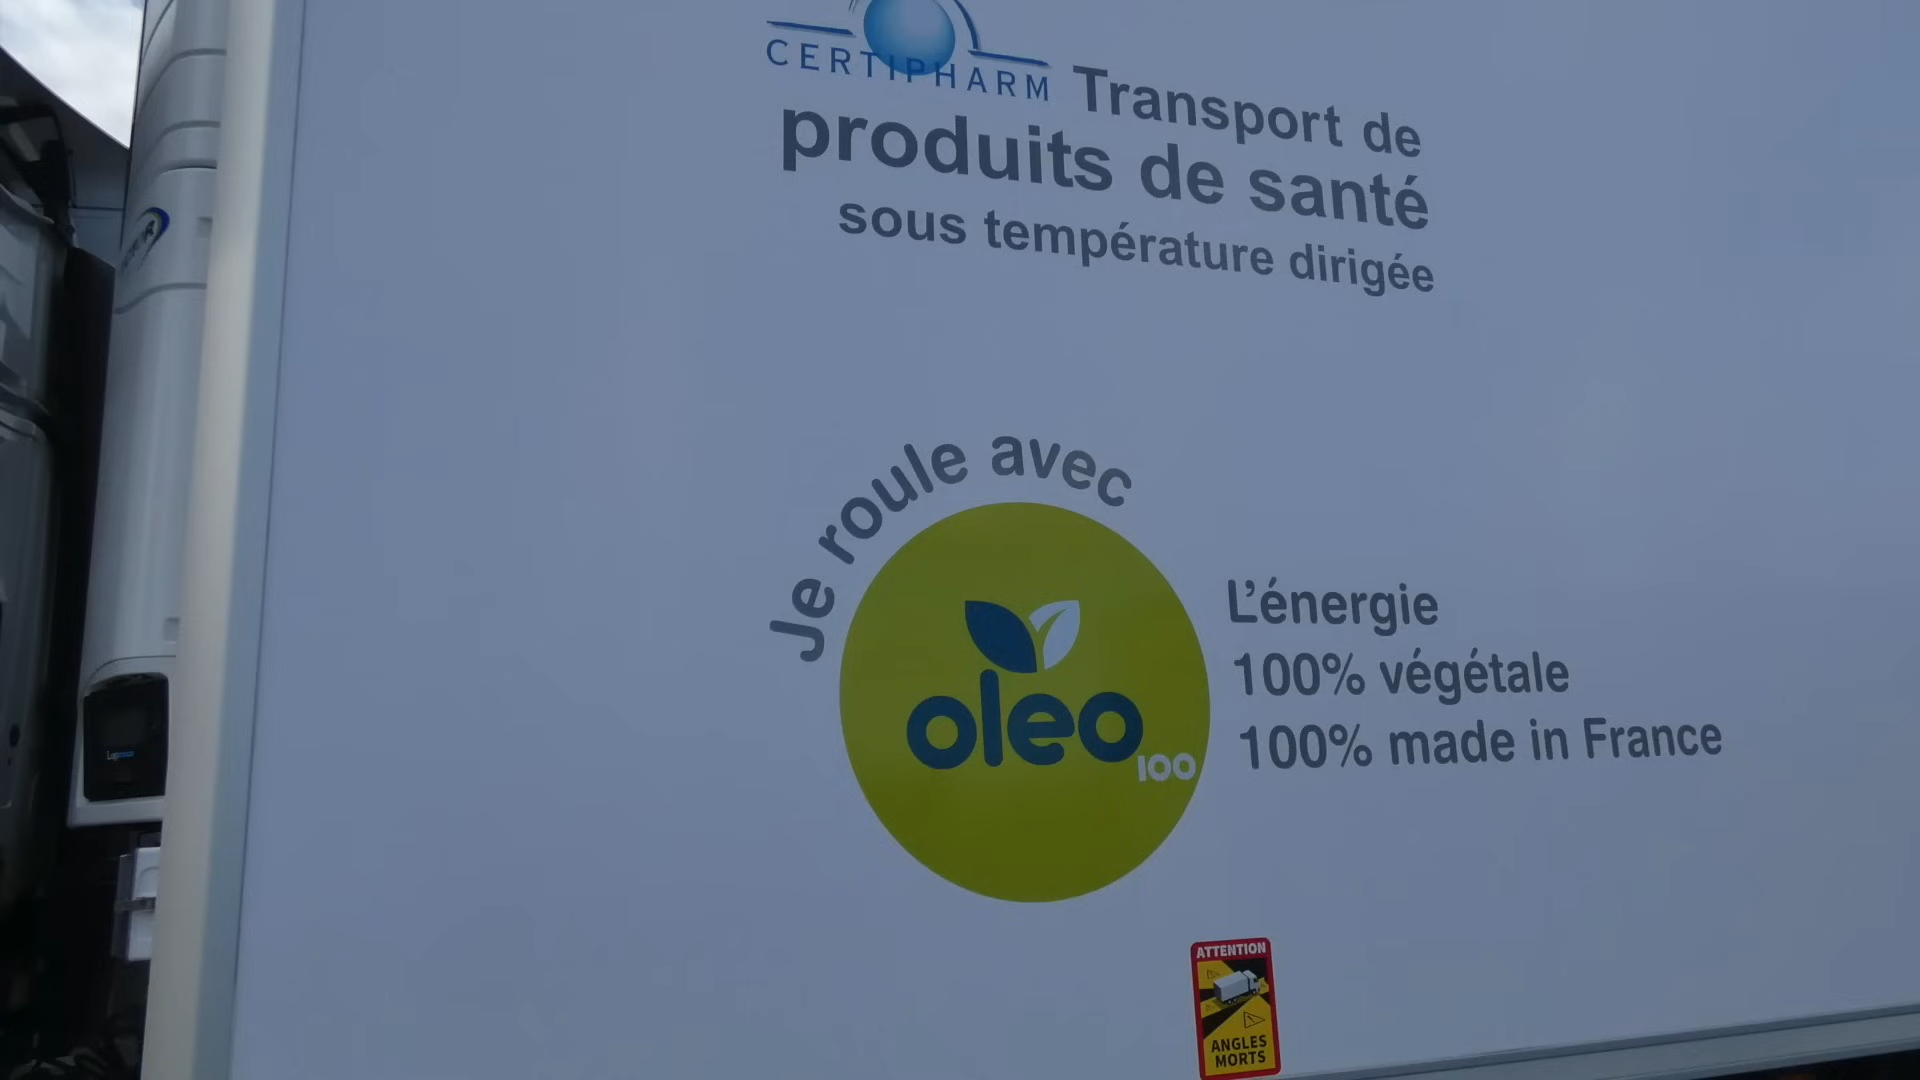 CERTIPHARM
Transport de
produits de santé
sous température dirigée
Je roule avec
oleo
100
L'énergie
100% végétale
100% made in France
ATTENTION
ANGLES
MORTS